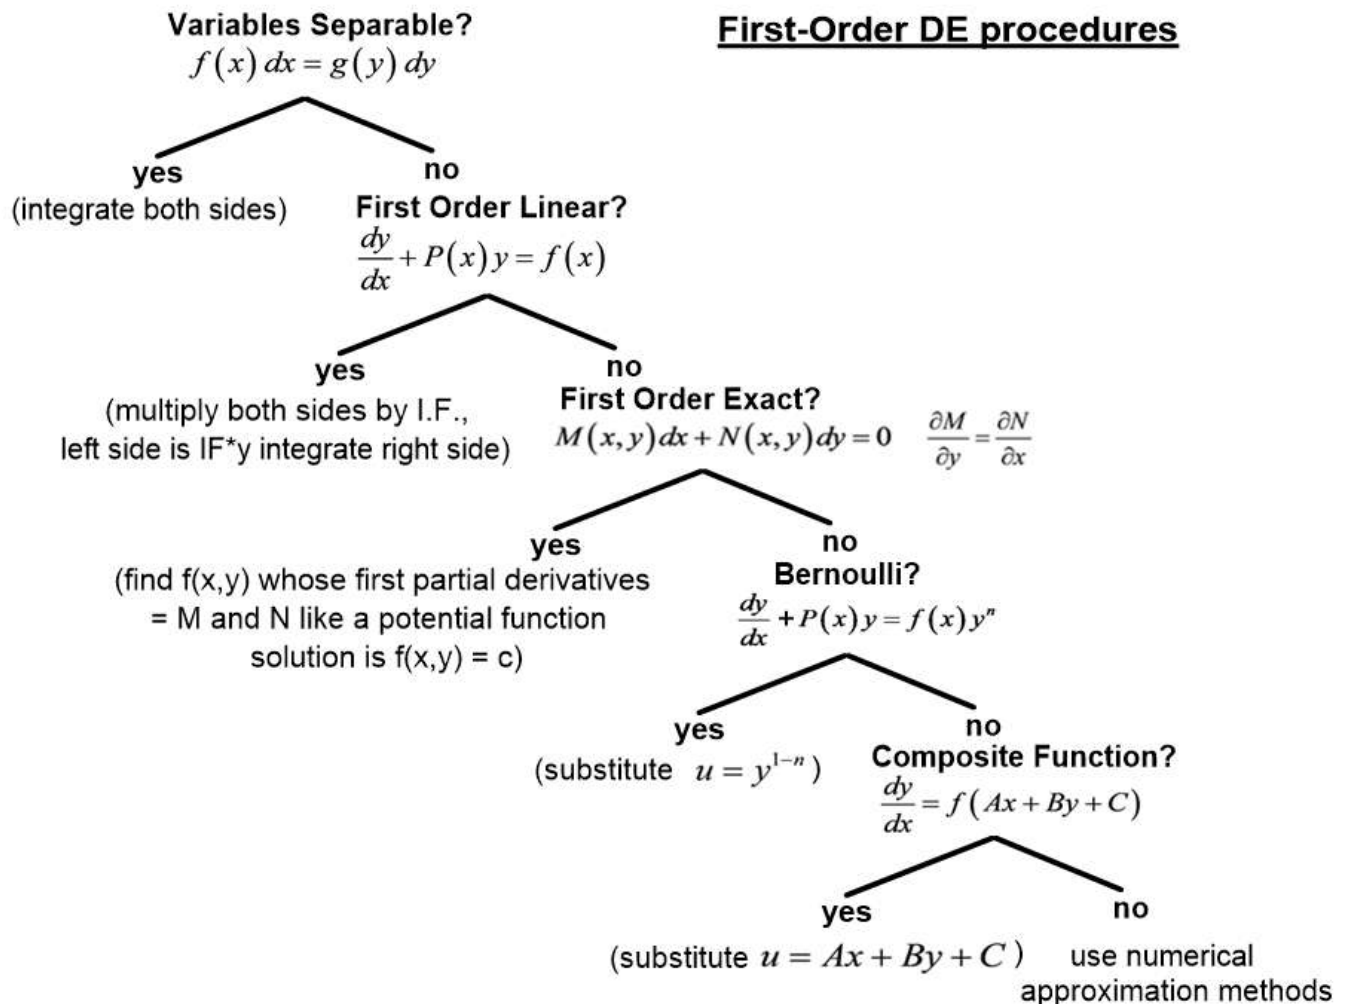 First-Order DE procedures
Variables Separable?
f(x) dx = g(y) dy
yes
no
(integrate both sides)
First Order Linear?
dy/dx + P(x) y = f(x)
yes
no
(multiply both sides by I.F.,
left side is IF*y integrate right side)
First Order Exact?
M(x,y)dx + N(x,y)dy = 0 ∂M/∂y = ∂N/∂x
yes
no
(find f(x,y) whose first partial derivatives
= M and N like a potential function
solution is f(x,y) = c)
Bernoulli?
dy/dx + P(x) y = f(x) yⁿ
yes
no
(substitute u = y¹⁻ⁿ )
Composite Function?
dy/dx = f(Ax + By + C)
yes
no
(substitute u = Ax + By + C )
use numerical
approximation methods